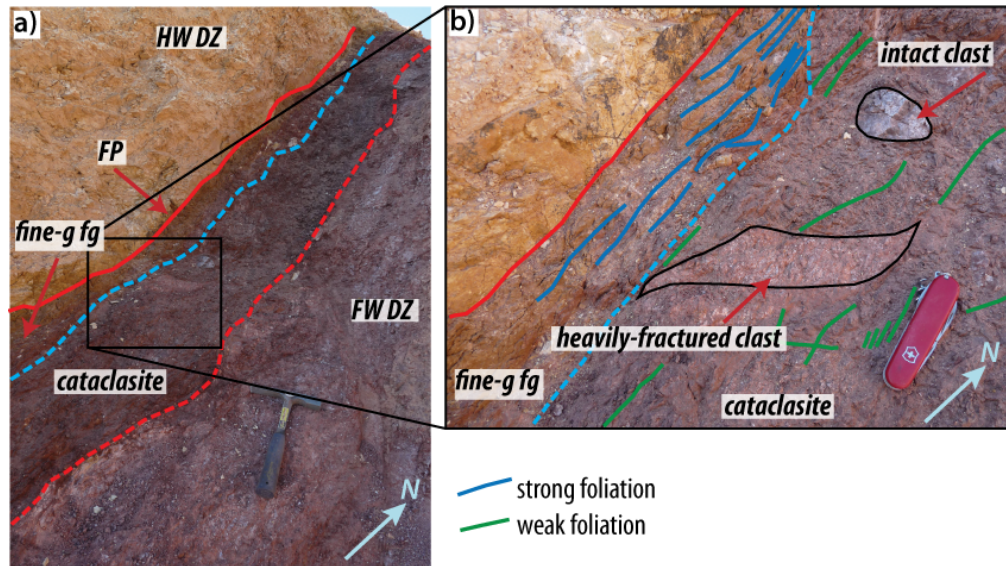 a)
HW DZ
FP
fine-g fg
FW DZ
cataclasite
N
b)
intact clast
heavily-fractured clast
fine-g fg
cataclasite
N
strong foliation
weak foliation